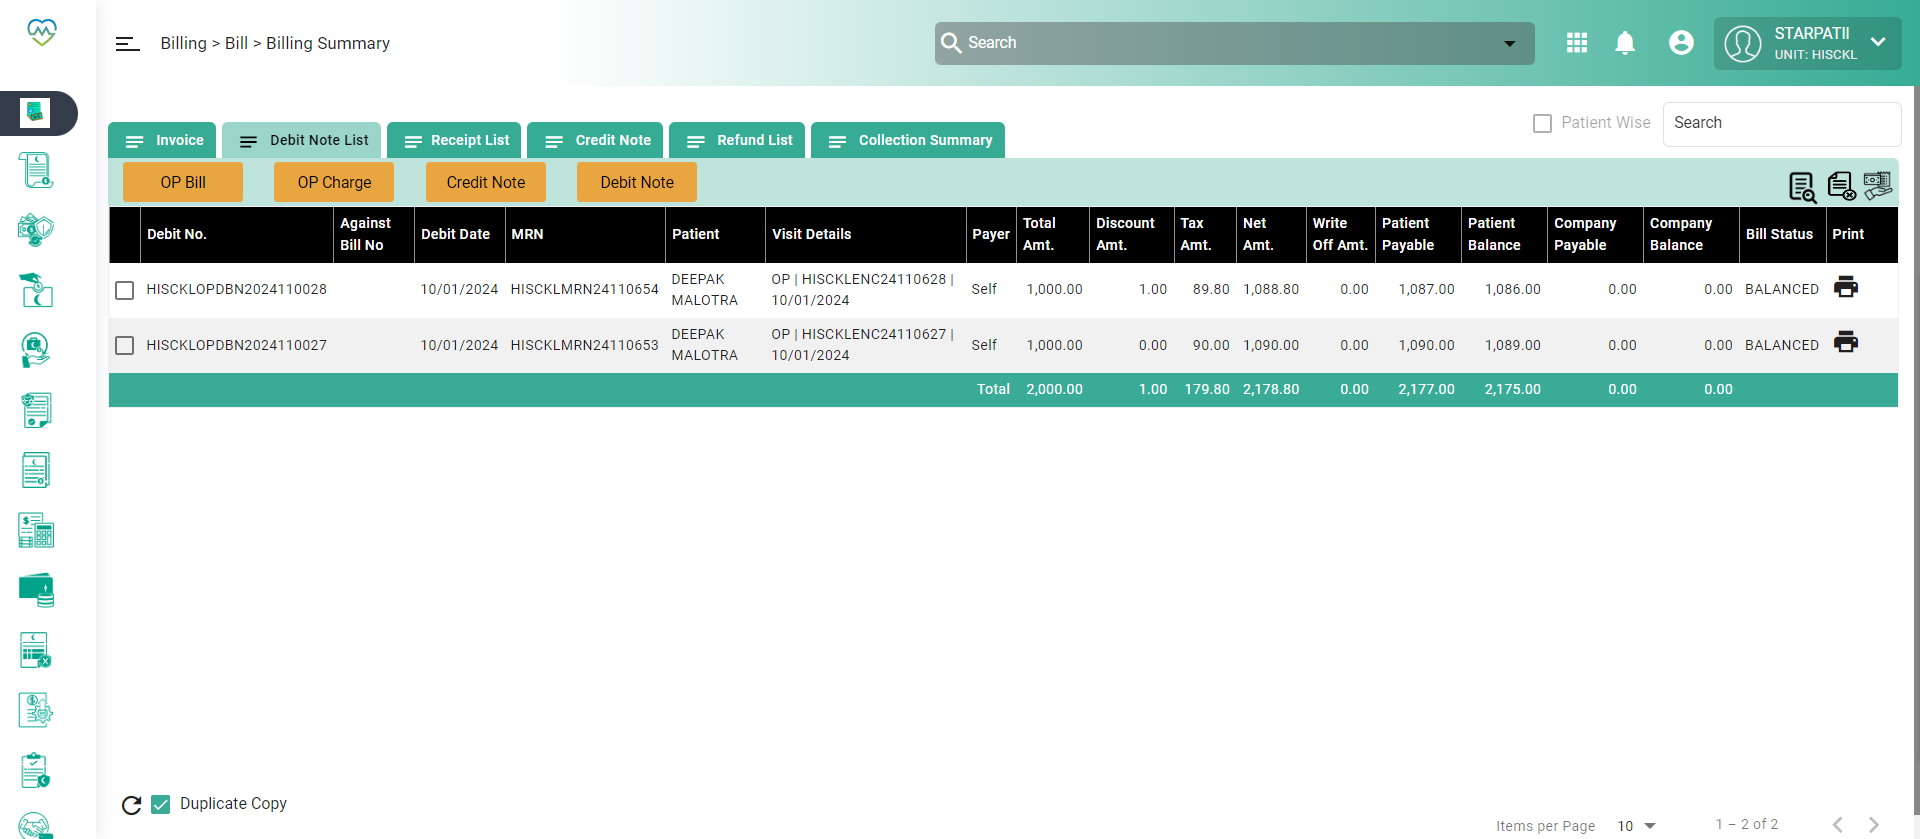 Billing > Bill > Billing Summary
Search
STARPATII
UNIT: HISCKL
Patient Wise
Search
Invoice
Debit Note List
Receipt List
Credit Note
Refund List
Collection Summary
OP Bill
OP Charge
Credit Note
Debit Note
Debit No. Against Bill No Debit Date MRN Patient Visit Details Payer Total Amt. Discount Amt. Tax Amt. Net Amt. Write Off Amt. Patient Payable Patient Balance Company Payable Company Balance Bill Status Print
HISCKLOPDBN2024110028 10/01/2024 HISCKLMRN24110654 DEEPAK MALOTRA OP | HISCKLENC24110628 | 10/01/2024 Self 1,000.00 1.00 89.80 1,088.80 0.00 1,087.00 1,086.00 0.00 0.00 BALANCED
HISCKLOPDBN2024110027 10/01/2024 HISCKLMRN24110653 DEEPAK MALOTRA OP | HISCKLENC24110627 | 10/01/2024 Self 1,000.00 0.00 90.00 1,090.00 0.00 1,090.00 1,089.00 0.00 0.00 BALANCED
Total 2,000.00 1.00 179.80 2,178.80 0.00 2,177.00 2,175.00 0.00 0.00
Duplicate Copy
Items per Page 10 1 – 2 of 2